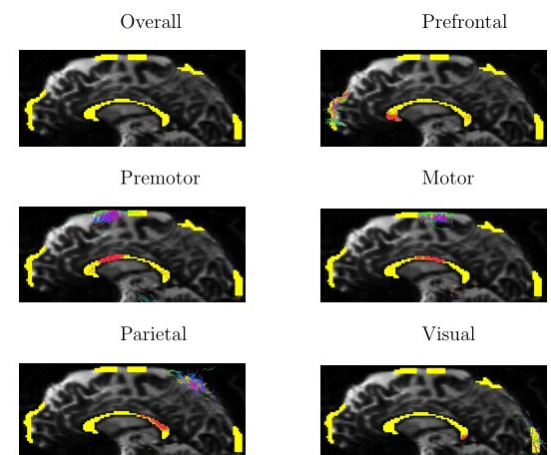 Overall
Prefrontal
Premotor
Motor
Parietal
Visual